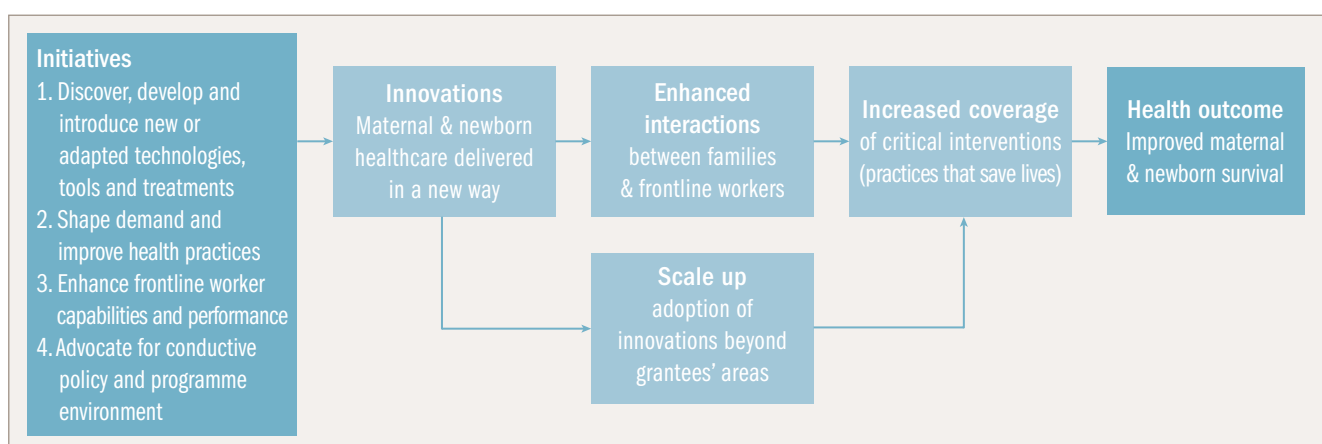 Initiatives
1. Discover, develop and
introduce new or
adapted technologies,
tools and treatments
2. Shape demand and
improve health practices
3. Enhance frontline worker
capabilities and performance
4. Advocate for conductive
policy and programme
environment
Innovations
Maternal & newborn
healthcare delivered
in a new way
Enhanced
interactions
between families
& frontline workers
Scale up
adoption of
innovations beyond
grantees’ areas
Increased coverage
of critical interventions
(practices that save lives)
Health outcome
Improved maternal
& newborn survival